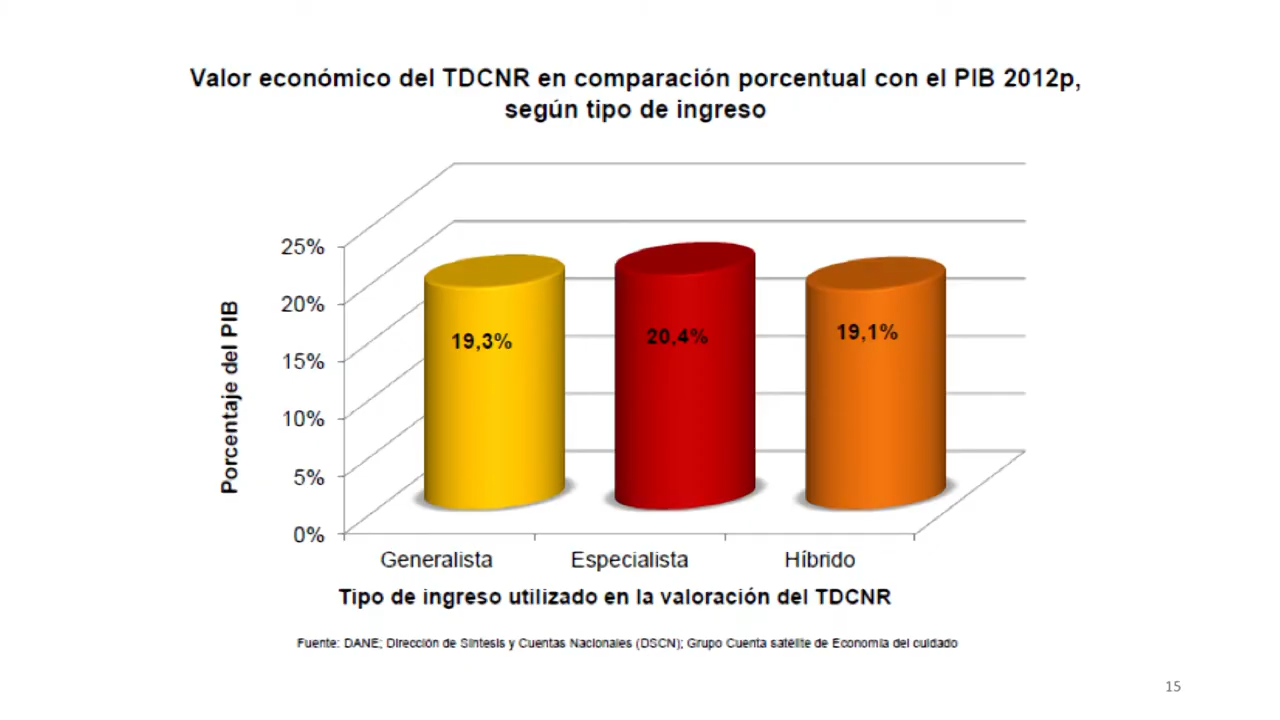 Valor económico del TDCNR en comparación porcentual con el PIB 2012p,
según tipo de ingreso
Porcentaje del PIB
25%
20%
15%
10%
5%
0%
19,3%
20,4%
19,1%
Generalista
Especialista
Híbrido
Tipo de ingreso utilizado en la valoración del TDCNR
Fuente: DANE; Dirección de Síntesis y Cuentas Nacionales (DSCN); Grupo Cuenta satélite de Economía del cuidado
15